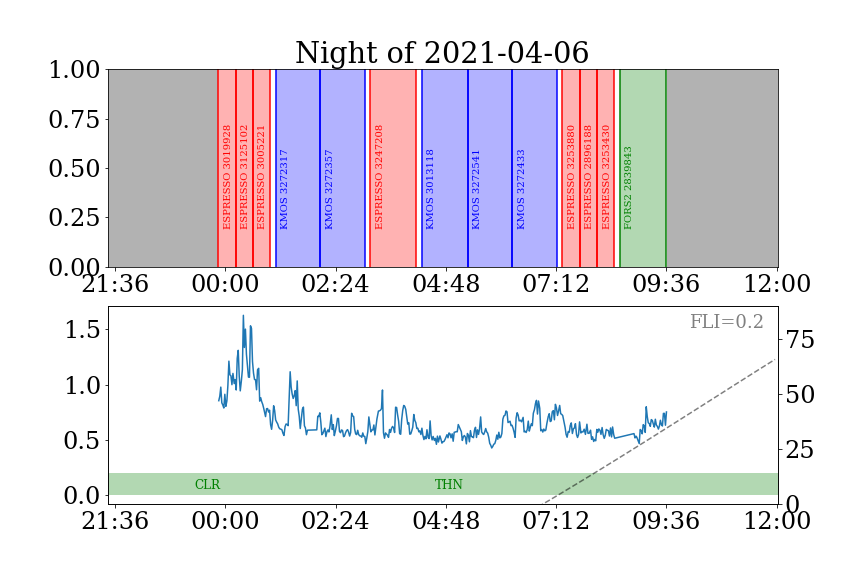 Night of 2021-04-06
1.00
0.75
0.50
0.25
0.00
ESPRESSO 3019928
ESPRESSO 3125102
ESPRESSO 3005221
KMOS 3272317
KMOS 3272357
ESPRESSO 3247208
KMOS 3013118
KMOS 3272541
KMOS 3272433
ESPRESSO 3253880
ESPRESSO 2896188
ESPRESSO 3253430
FORS2 2839843
21:36 00:00 02:24 04:48 07:12 09:36 12:00
FLI=0.2
1.5
1.0
0.5
0.0
75
50
25
0
CLR THN
21:36 00:00 02:24 04:48 07:12 09:36 12:00